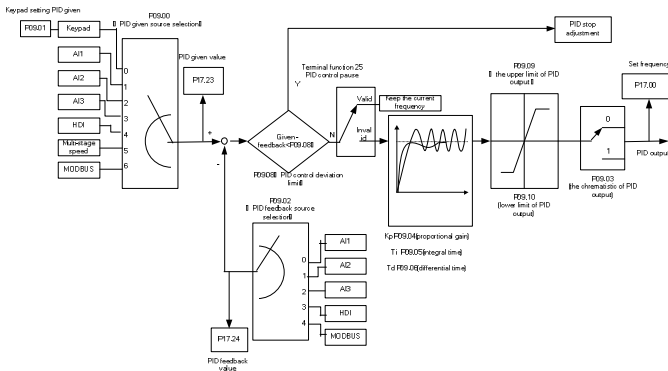 Keypad setting PID given
P09.01
Keypad
AI1
AI2
AI3
HDI
Multi-stage
speed
MODBUS
P09.00
PID given source selection
0
1
2
3
4
5
6
PID given value
P17.23
+
-
Given-
feedback<P09.08
P09.08 PID control deviation
limit
Y
N
Terminal function 25
PID control pause
Valid
Inval
id
Keep the current
frequency
PID stop
adjustment
Kp P09.04(proportional gain)
Ti P09.05(integral time)
Td P09.06(differential time)
P09.09
the upper limit of PID
output
P09.10
(lower limit of PID
output)
0
1
P09.03
(the chrematistic of PID
output)
Set frequency
P17.00
PID output
P09.02
PID feedback source
selection
0
1
2
3
4
AI1
AI2
AI3
HDI
MODBUS
P17.24
PID feedback
value